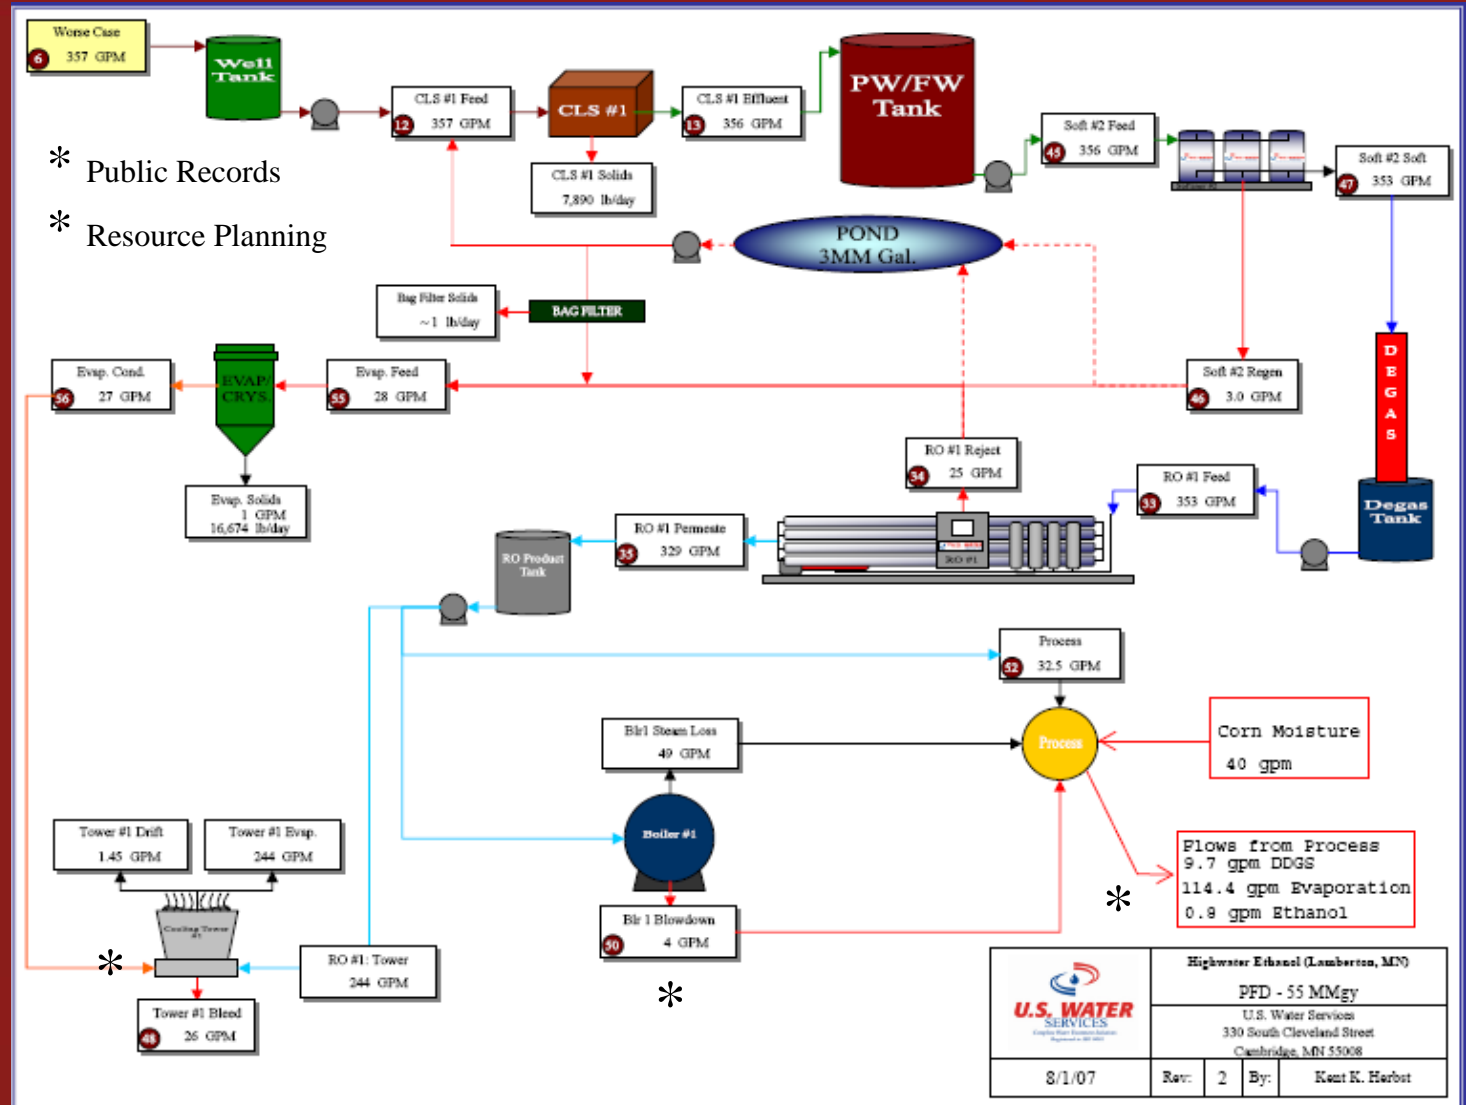 Worse Case
6 357 GPM
Well
Tank
CLS #1 Feed
12 357 GPM
CLS #1
CLS #1 Effluent
13 356 GPM
PW/FW
Tank
Soft #2 Feed
45 356 GPM
Soft #2 Soft
47 353 GPM
* Public Records
* Resource Planning
CLS #1 Solids
7,890 lb/day
POND
3MM Gal.
Bag Filter Solids
~1 lb/day
BAG FILTER
Evap. Cond.
56 27 GPM
EVAP/
CRYS.
Evap. Feed
55 28 GPM
Soft #2 Regen
46 3.0 GPM
DEGAS
Evap. Solids
1 GPM
16,674 lb/day
RO #1 Reject
34 25 GPM
RO #1 Feed
33 353 GPM
Degas
Tank
RO #1 Permeate
35 329 GPM
RO #1
RO Product
Tank
Process
52 32.5 GPM
Blr1 Steam Loss
49 GPM
Process
Corn Moisture
40 gpm
Boiler #1
Tower #1 Drift
1.45 GPM
Tower #1 Evap.
244 GPM
Flows from Process
9.7 gpm DDGS
114.4 gpm Evaporation
0.9 gpm Ethanol
*
Blr 1 Blowdown
50 4 GPM
*
Cooling Tower
#1
*
RO #1: Tower
244 GPM
Tower #1 Bleed
48 26 GPM
U.S. WATER
SERVICES
Highwater Ethanol (Lamberton, MN)
PFD - 55 MMgy
U.S. Water Services
330 South Cleveland Street
Cambridge, MN 55008
8/1/07 Rev: 2 By: Kent K. Herbst